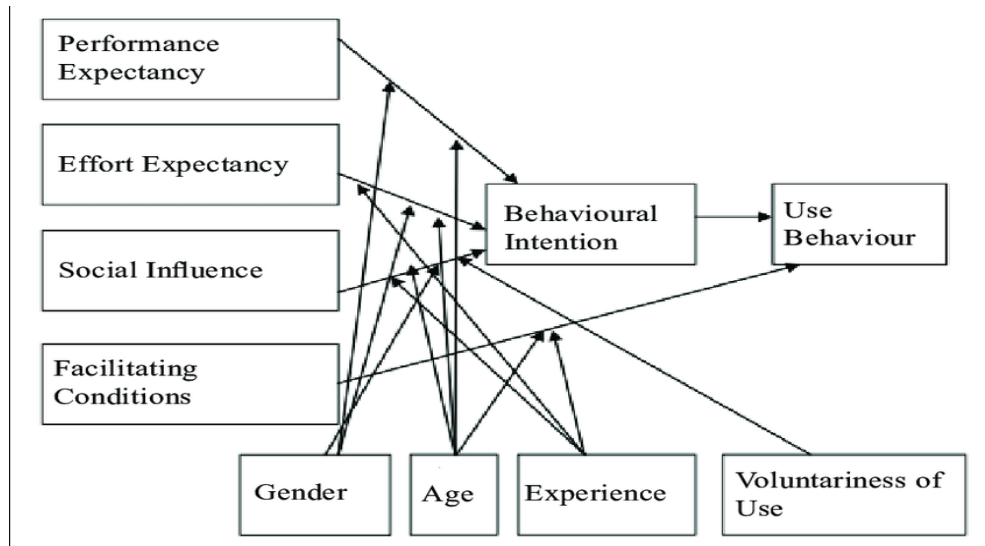 Performance
Expectancy
Effort Expectancy
Social Influence
Facilitating
Conditions
Behavioural
Intention
Use
Behaviour
Gender
Age
Experience
Voluntariness of
Use